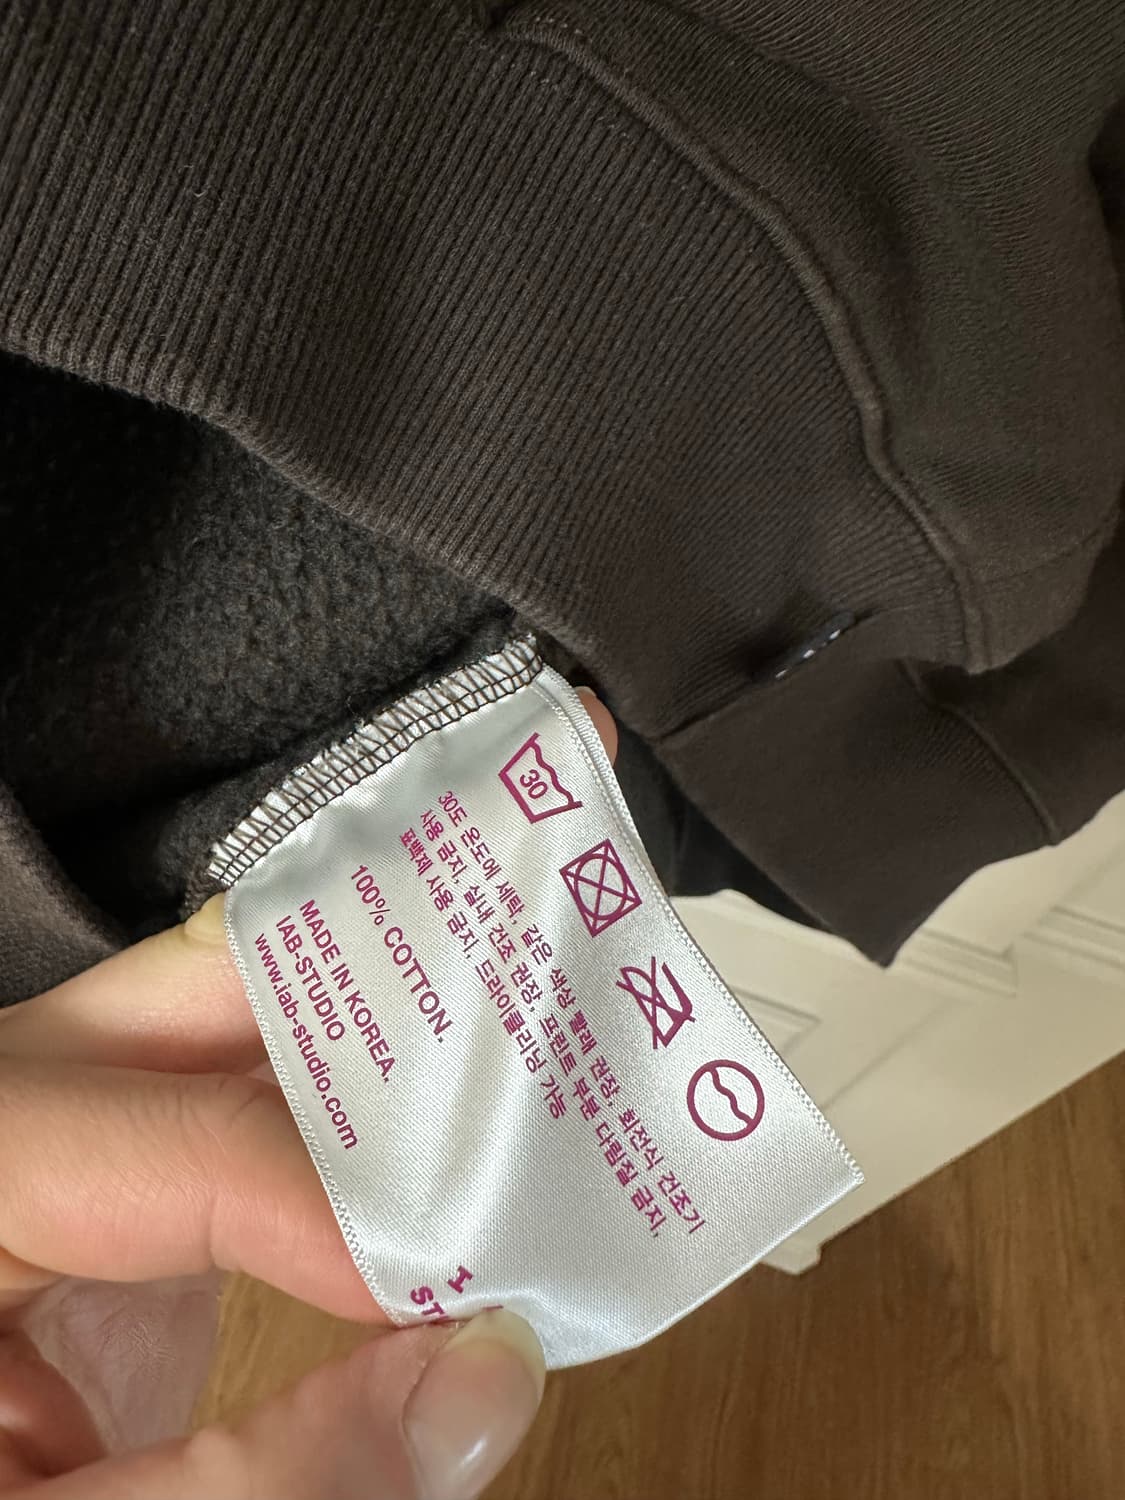 30
30도 온도에 세탁, 같은 색상 빨래 권장, 회전식 건조기
사용 금지, 실내 건조 권장, 프린트 부분 다림질 금지,
표백제 사용 금지, 드라이클리닝 가능
100% COTTON.
MADE IN KOREA.
IAB-STUDIO
www.iab-studio.com
I
ST